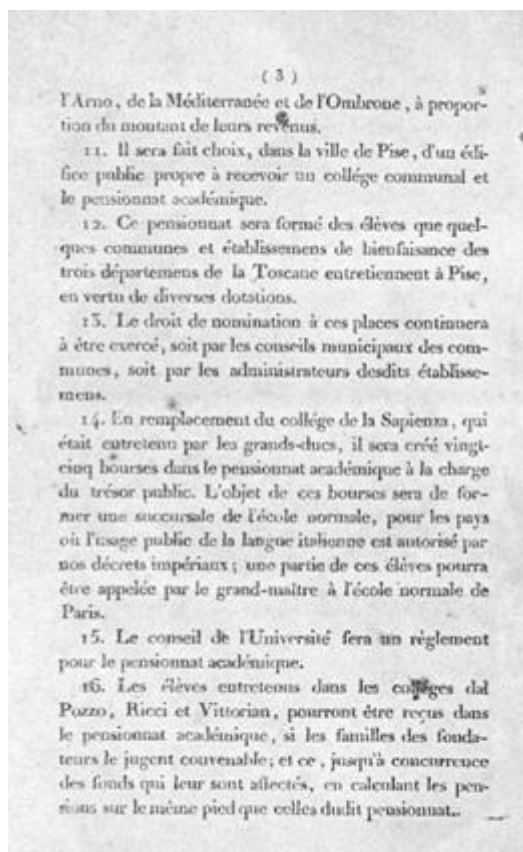 ( 3 )
l'Arno, de la Méditerranée et de l'Ombrone, à propor-
tion du montant de leurs revenus.
11. Il sera fait choix, dans la ville de Pise, d'un édi-
fice public propre à recevoir un collége communal et
le pensionnat académique.
12. Ce pensionnat sera formé des élèves que quel-
ques communes et établissemens de bienfaisance des
trois départemens de la Toscane entretiennent à Pise,
en vertu de diverses dotations.
13. Le droit de nomination à ces places continuera
à être exercé, soit par les conseils municipaux des com-
munes, soit par les administrateurs desdits établisse-
mens.
14. En remplacement du collége de la Sapienza, qui
était entretenu par les grands-ducs, il sera créé vingt-
cinq bourses dans le pensionnat académique à la charge
du trésor public. L'objet de ces bourses sera de for-
mer une succursale de l'école normale, pour les pays
où l'usage public de la langue italienne est autorisé par
nos décrets impériaux; une partie de ces élèves pourra
être appelée par le grand-maître à l'école normale de
Paris.
15. Le conseil de l'Université fera un règlement
pour le pensionnat académique.
16. Les élèves entretenus dans les colléges dal
Pozzo, Ricci et Vittorian, pourront être reçus dans
le pensionnat académique, si les familles des fonda-
teurs le jugent convenable; et ce, jusqu'à concurrence
des fonds qui leur sont affectés, en calculant les pen-
sions sur le même pied que celles dudit pensionnat.